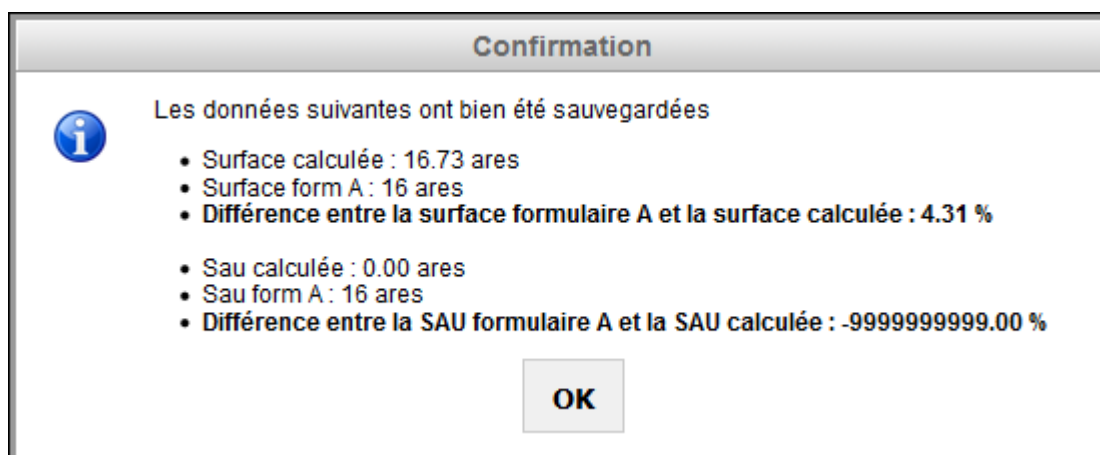 Confirmation
Les données suivantes ont bien été sauvegardées
• Surface calculée : 16.73 ares
• Surface form A : 16 ares
• Différence entre la surface formulaire A et la surface calculée : 4.31 %
• Sau calculée : 0.00 ares
• Sau form A : 16 ares
• Différence entre la SAU formulaire A et la SAU calculée : -9999999999.00 %
OK